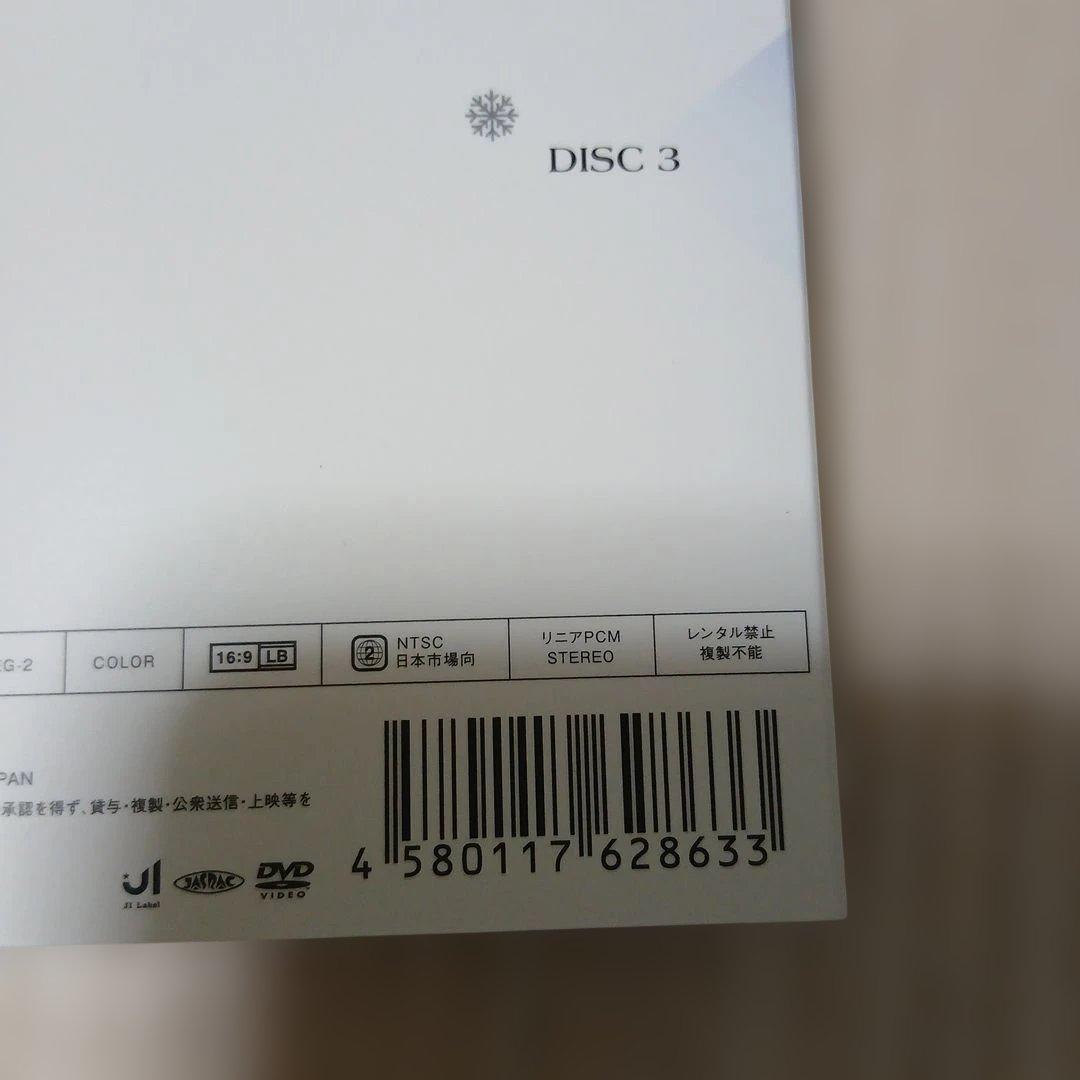 DISC 3
EG-2
COLOR
16:9 LB
2
NTSC
日本市場向
リニアPCM
STEREO
レンタル禁止
複製不能
PAN
承認を得ず、貸与・複製・公衆送信・上映等を
J1
J1 Label
JASRAC
DVD
VIDEO
4 580117 628633